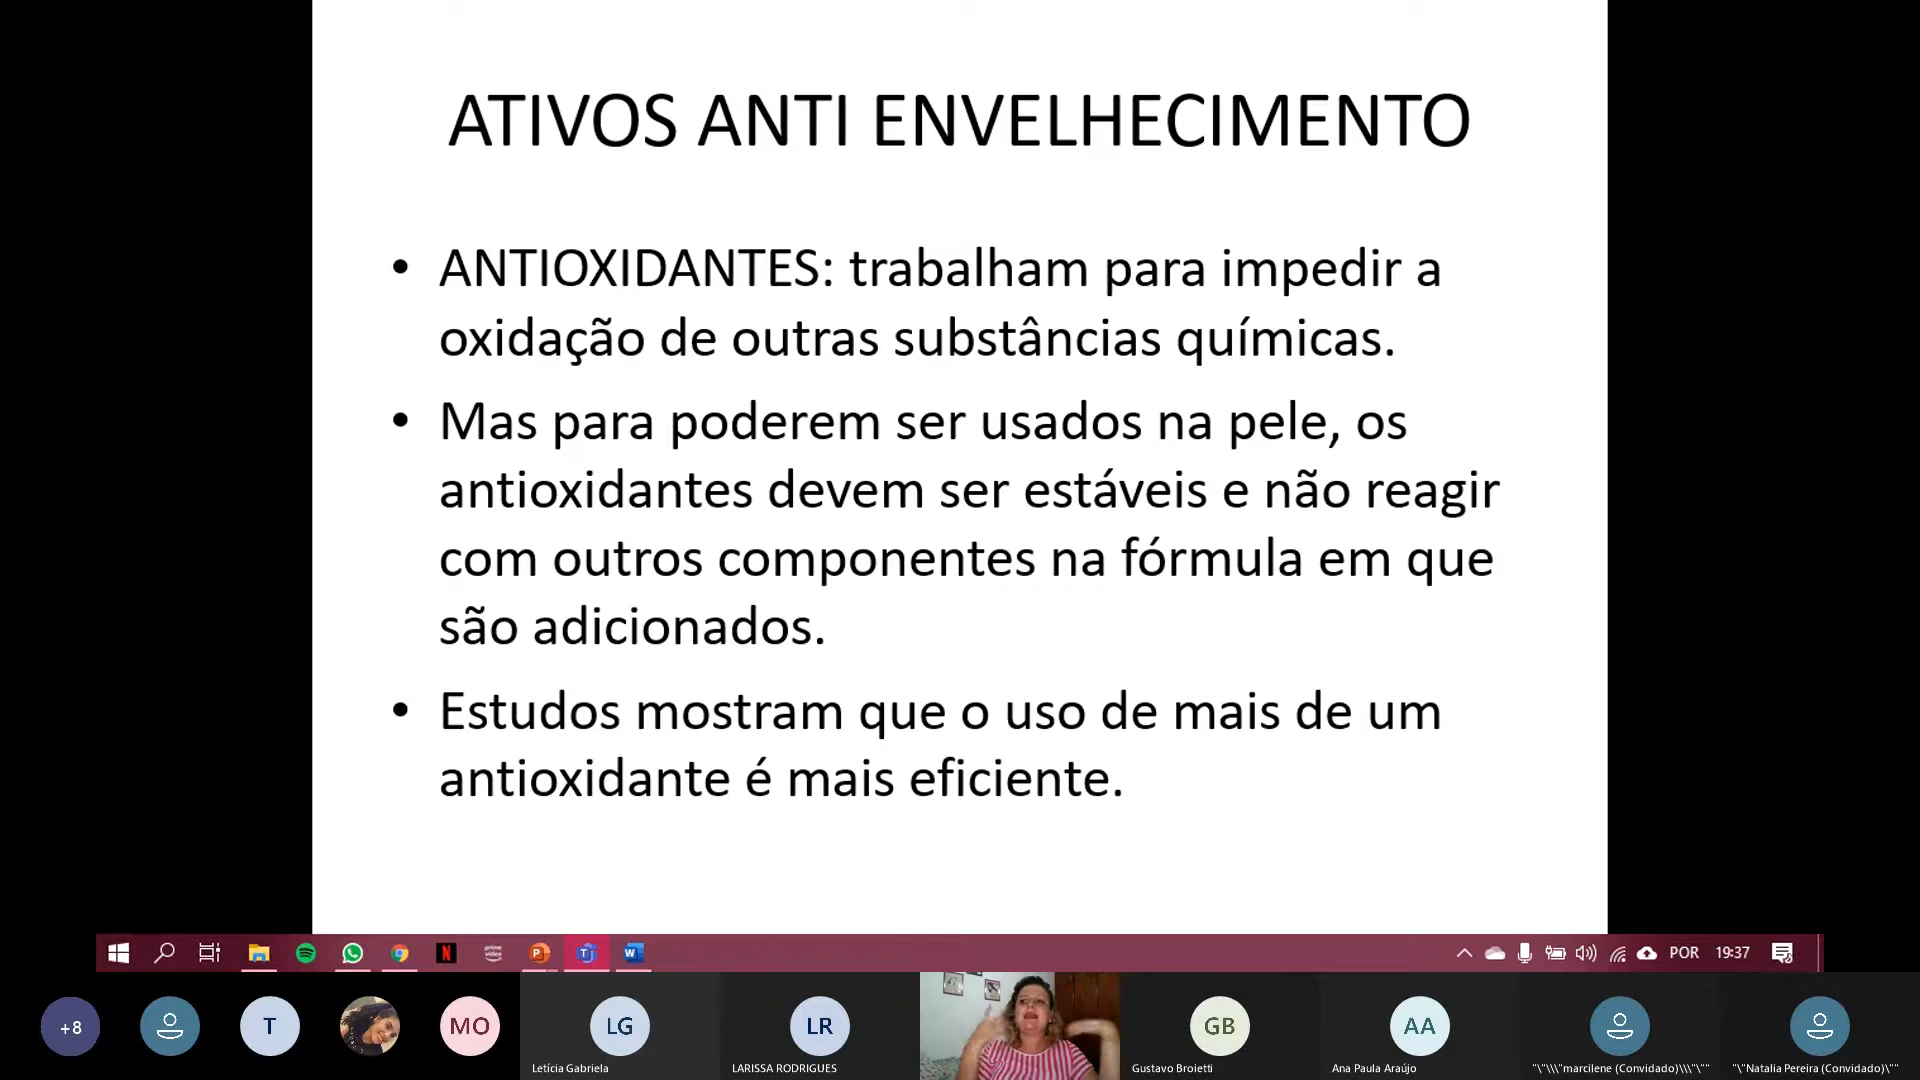 ATIVOS ANTI ENVELHECIMENTO
• ANTIOXIDANTES: trabalham para impedir a
oxidação de outras substâncias químicas.
• Mas para poderem ser usados na pele, os
antioxidantes devem ser estáveis e não reagir
com outros componentes na fórmula em que
são adicionados.
• Estudos mostram que o uso de mais de um
antioxidante é mais eficiente.
POR 19:37
+8 T MO LG LR GB AA
Letícia Gabriela
LARISSA RODRIGUES
Gustavo Broietti
Ana Paula Araújo
"\"\\\"marcilene (Convidado)\\\"\""
"\"Natalia Pereira (Convidado)\""